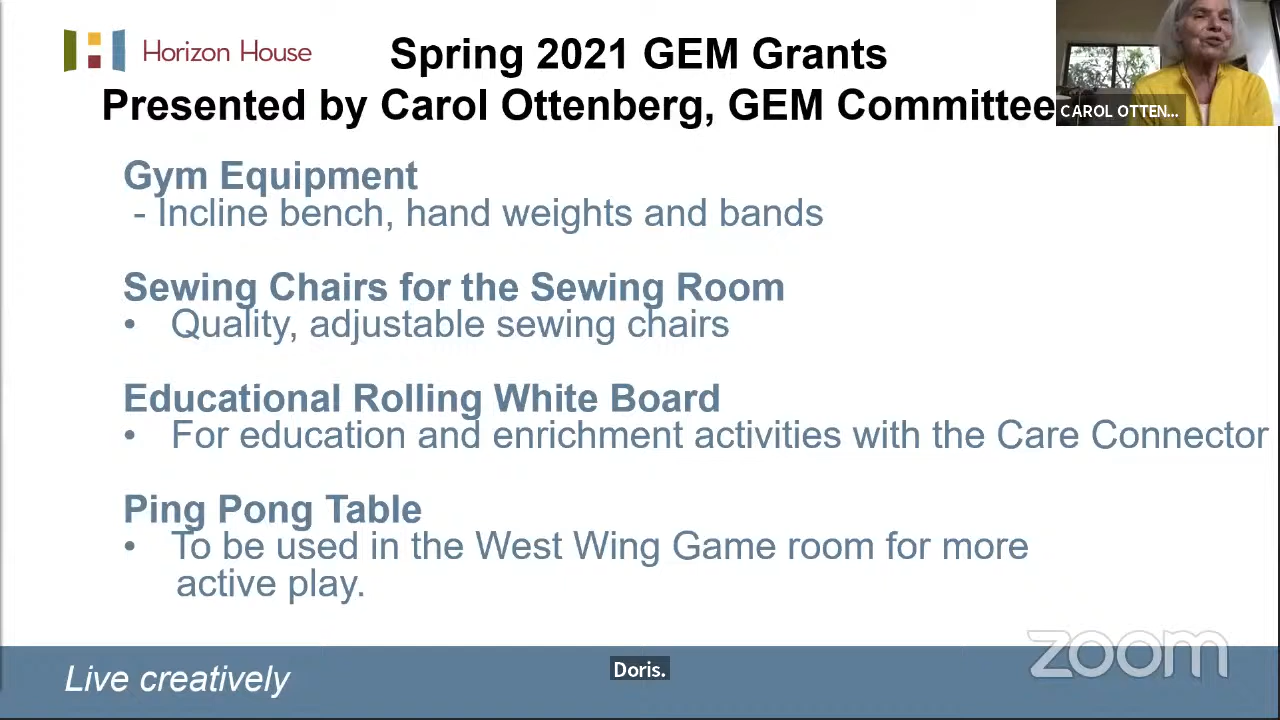 Horizon House
Spring 2021 GEM Grants
Presented by Carol Ottenberg, GEM Committee
CAROL OTTEN...
Gym Equipment
- Incline bench, hand weights and bands
Sewing Chairs for the Sewing Room
• Quality, adjustable sewing chairs
Educational Rolling White Board
• For education and enrichment activities with the Care Connector
Ping Pong Table
• To be used in the West Wing Game room for more
active play.
Live creatively
Doris.
zoom